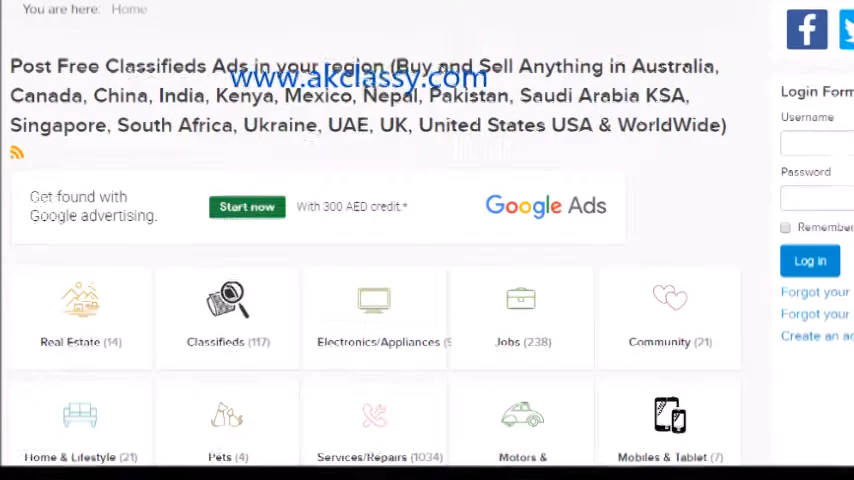 You are here: Home
Post Free Classifieds Ads in your region (Buy and Sell Anything in Australia,
www.akclassy.com
Canada, China, India, Kenya, Mexico, Nepal, Pakistan, Saudi Arabia KSA,
Singapore, South Africa, Ukraine, UAE, UK, United States USA & WorldWide)
Get found with
Google advertising.
Start now
With 300 AED credit.*
Google Ads
Login Form
Username
Password
Remember
Log in
Forgot your
Forgot your
Create an ac
Real Estate (14)
Classifieds (117)
Electronics/Appliances (9
Jobs (238)
Community (21)
Home & Lifestyle (21)
Pets (4)
Services/Repairs (1034)
Motors &
Mobiles & Tablet (7)